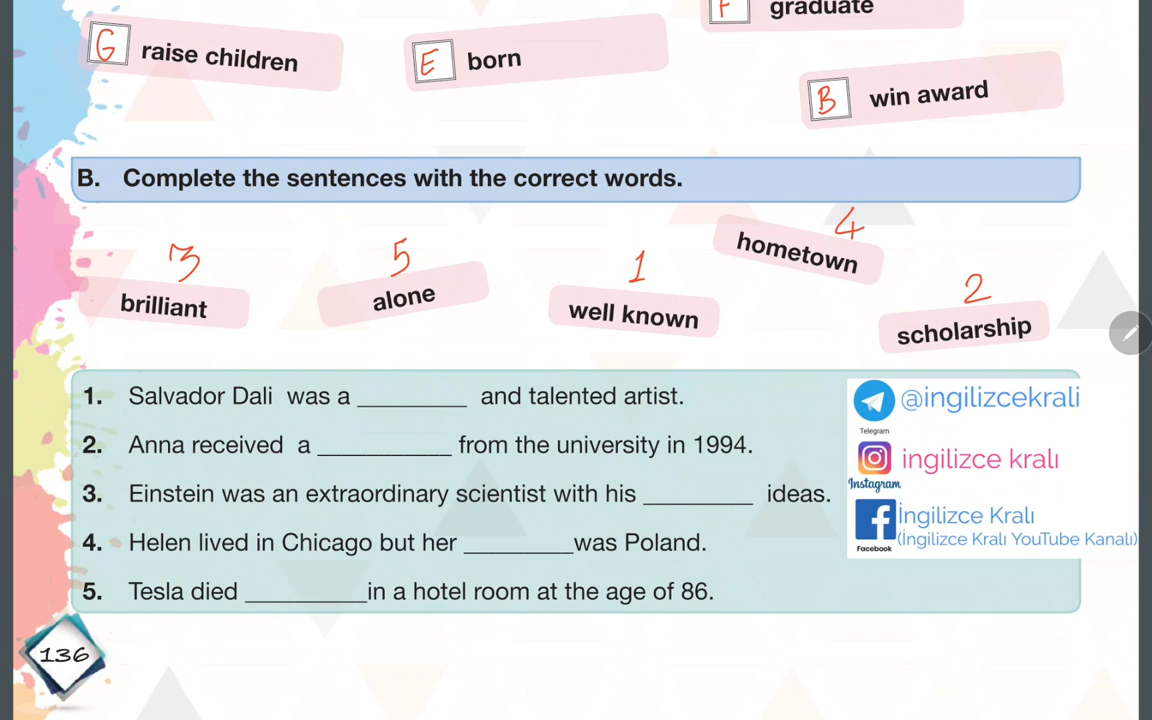 F graduate
G raise children
E born
B win award
B. Complete the sentences with the correct words.
3 brilliant
5 alone
1 well known
4 hometown
2 scholarship
1. Salvador Dali was a _________ and talented artist.
2. Anna received a ___________ from the university in 1994.
3. Einstein was an extraordinary scientist with his _________ ideas.
4. Helen lived in Chicago but her _________was Poland.
5. Tesla died __________in a hotel room at the age of 86.
@ingilizcekrali
Telegram
ingilizce kralı
Instagram
İngilizce Kralı
(İngilizce Kralı YouTube Kanalı)
Facebook
136